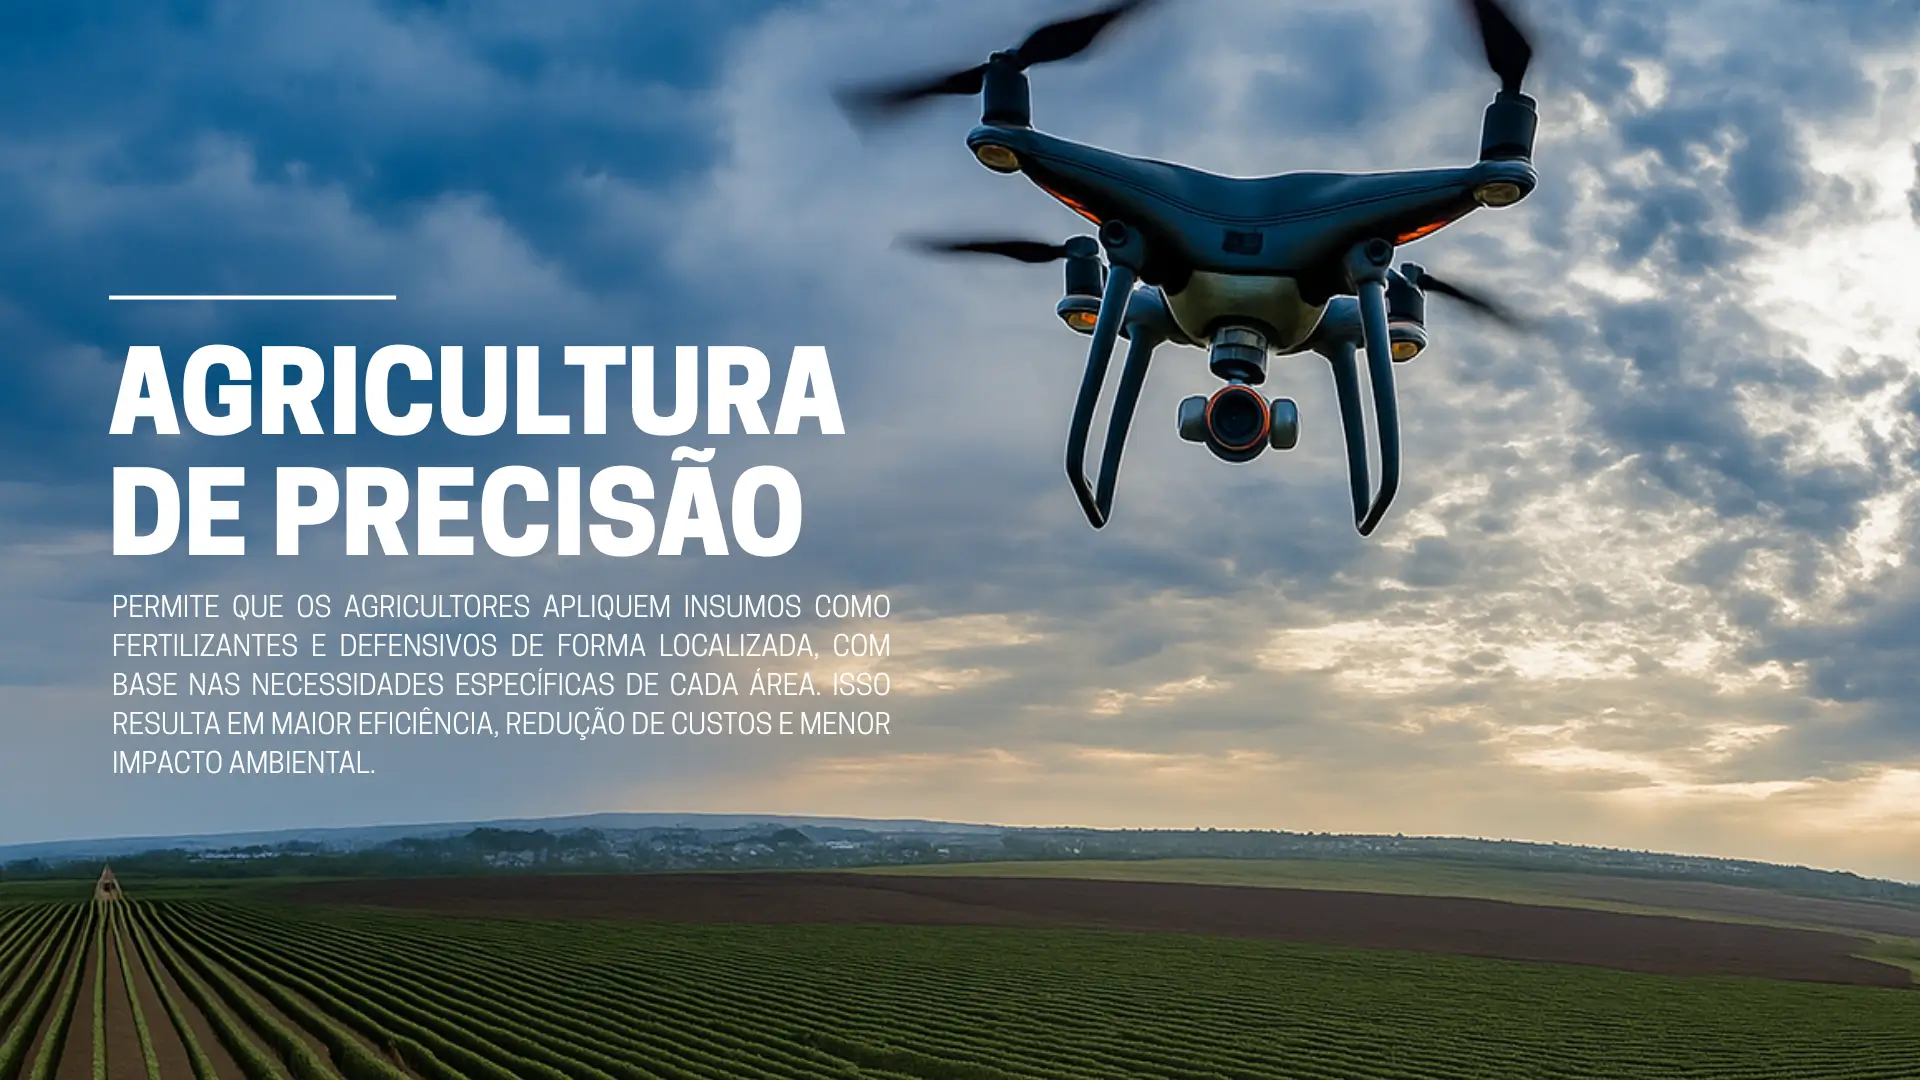 AGRICULTURA
DE PRECISÃO
PERMITE QUE OS AGRICULTORES APLIQUEM INSUMOS COMO
FERTILIZANTES E DEFENSIVOS DE FORMA LOCALIZADA, COM
BASE NAS NECESSIDADES ESPECÍFICAS DE CADA ÁREA. ISSO
RESULTA EM MAIOR EFICIÊNCIA, REDUÇÃO DE CUSTOS E MENOR
IMPACTO AMBIENTAL.